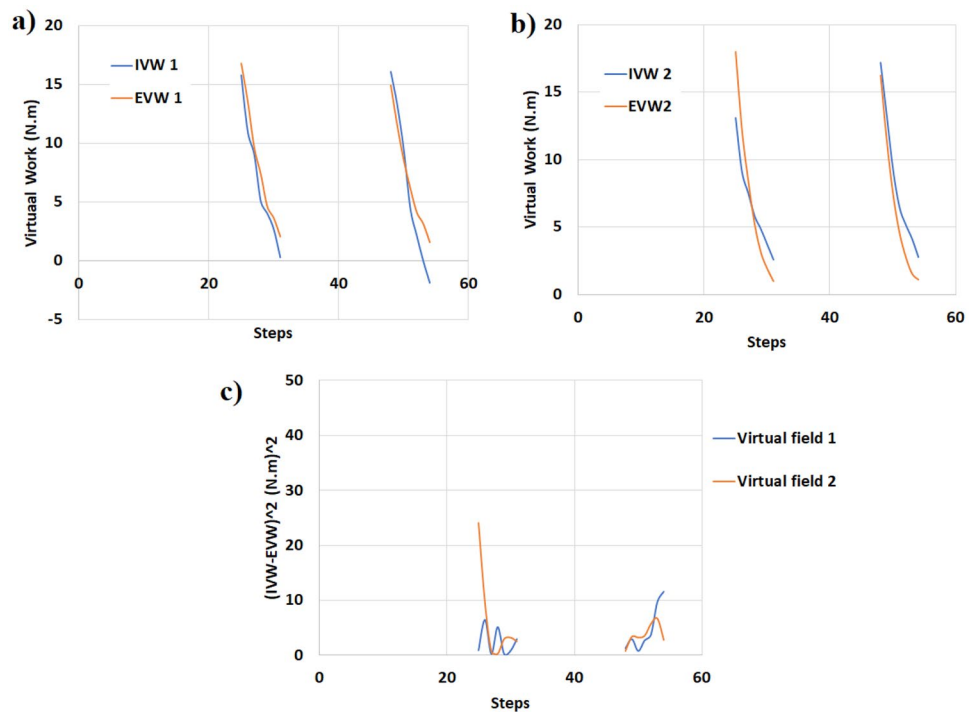 a)
20
15
10
5
0
-5
Virtuaal Work (N.m)
IVW 1
EVW 1
0
20
40
60
Steps
b)
20
15
10
5
0
Virtual Work (N.m)
IVW 2
EVW2
0
20
40
60
Steps
c)
50
40
30
20
10
0
(IVW-EVW)^2 (N.m)^2
0
20
40
60
Steps
Virtual field 1
Virtual field 2